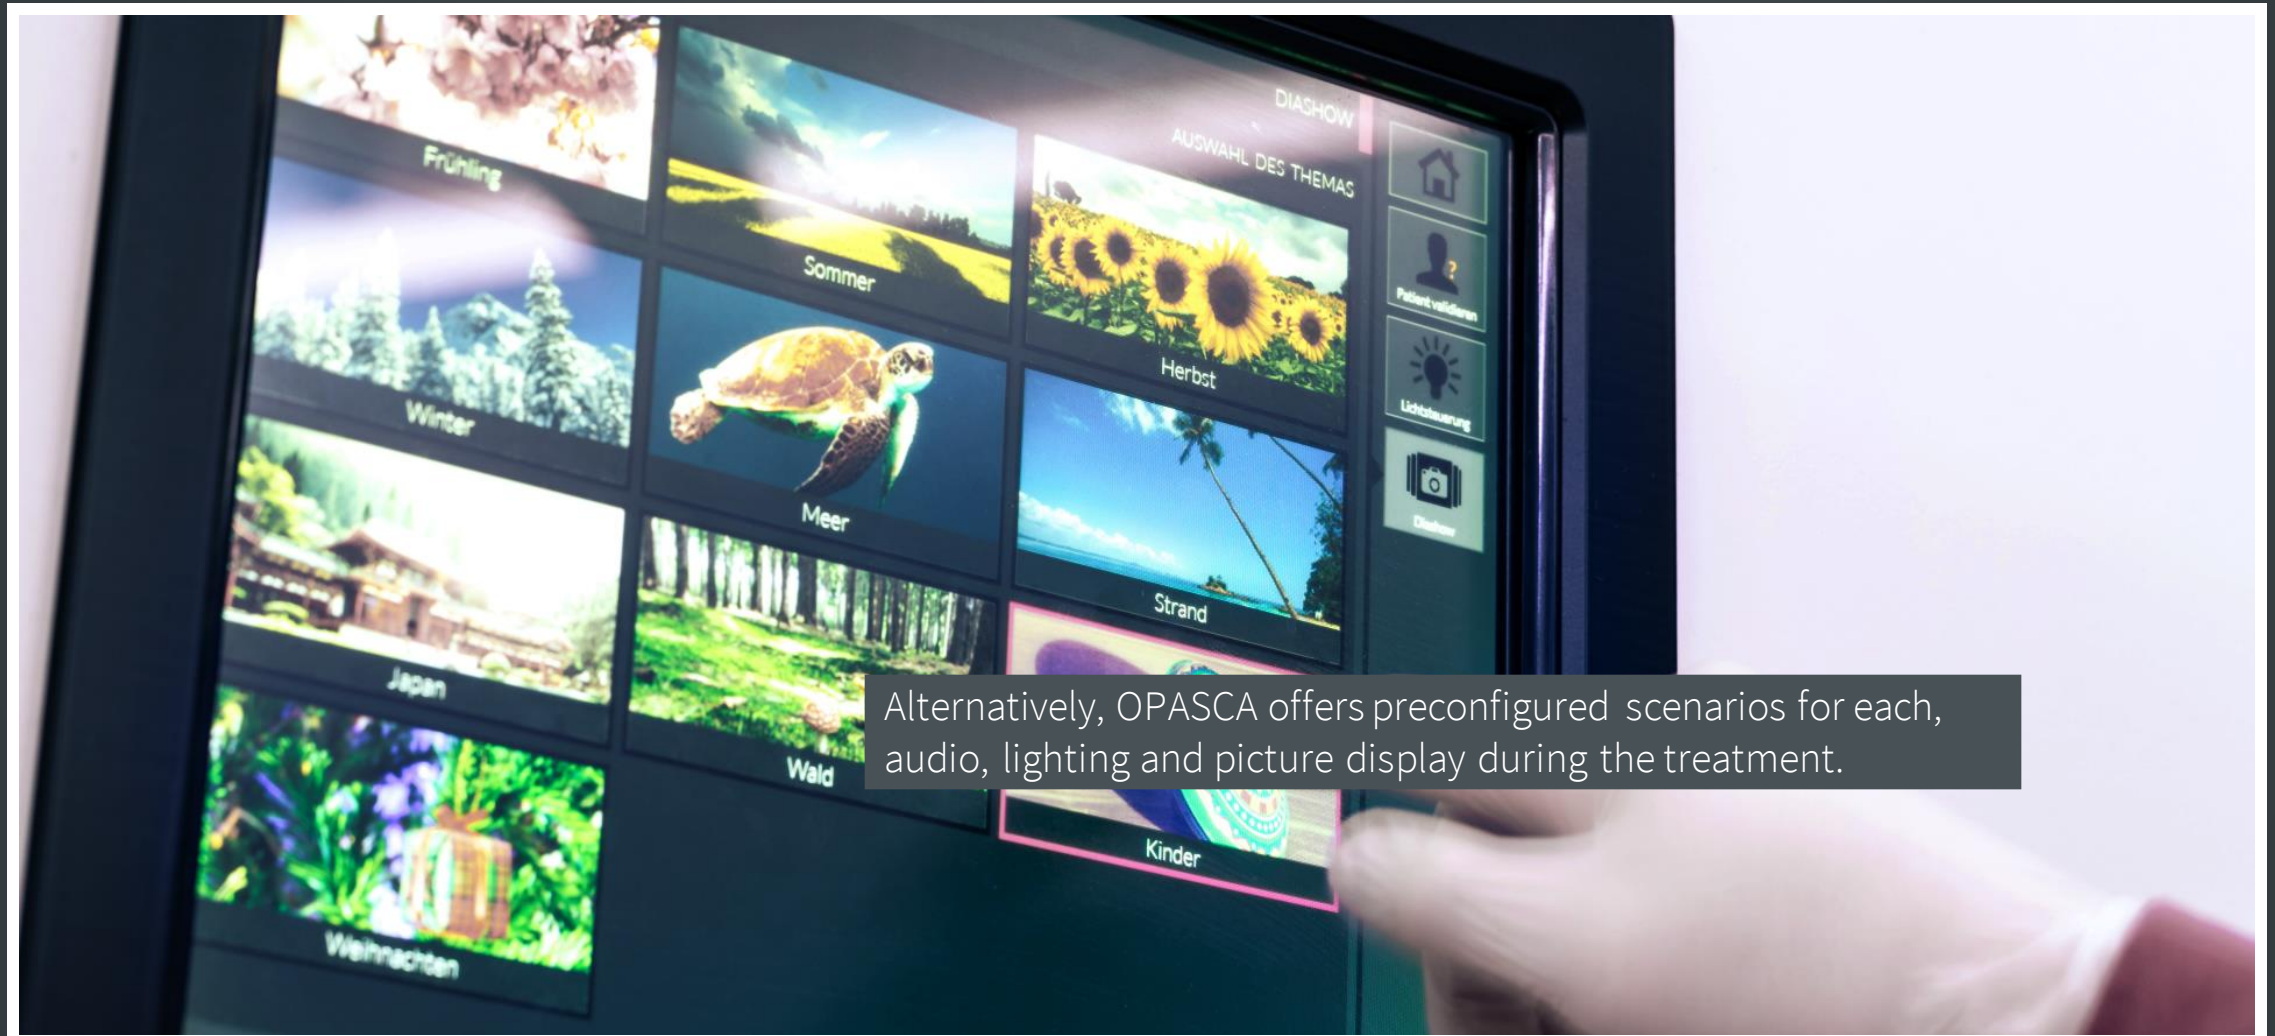 DIASHOW
AUSWAHL DES THEMAS
Frühling
Sommer
Herbst
Winter
Meer
Strand
Japan
Wald
Kinder
Weihnachten
Patient validieren
Lichtsteuerung
Diashow
Alternatively, OPASCA offers preconfigured scenarios for each,
audio, lighting and picture display during the treatment.